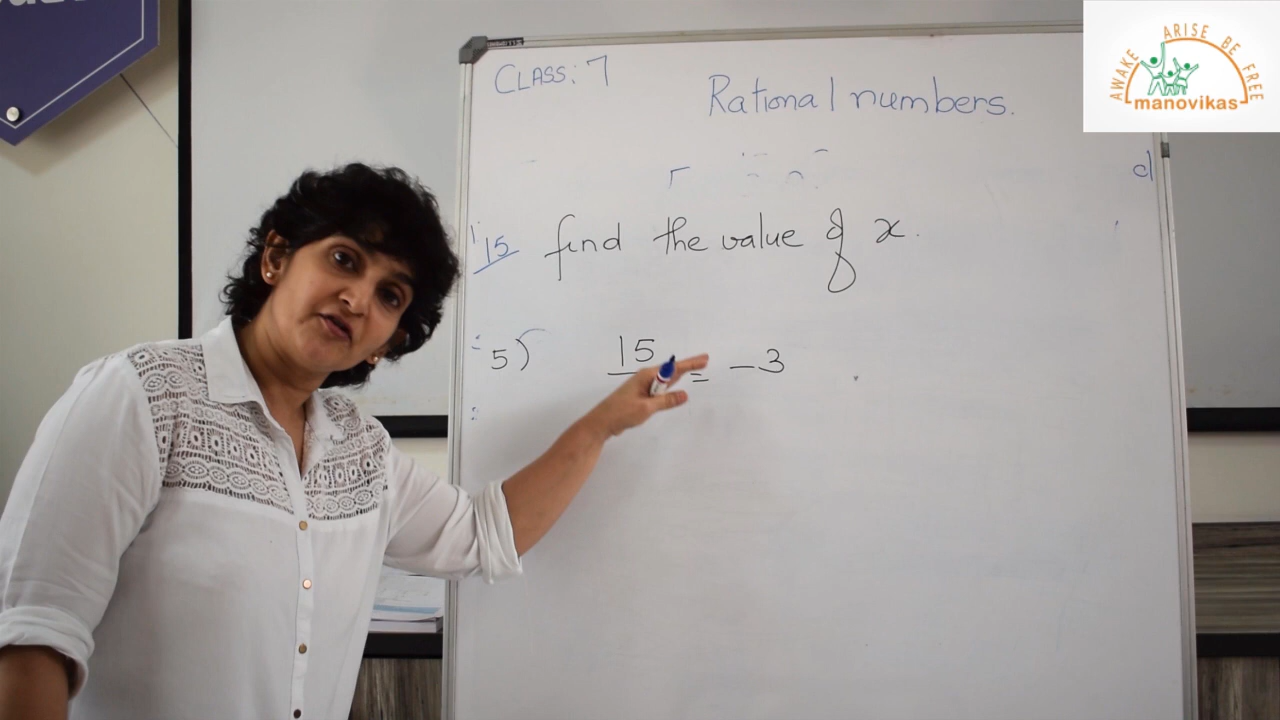 CLASS: 7
Rational numbers.
AWAKE ARISE BE FREE
manovikas
15 find the value of x.
5) 15 = -3